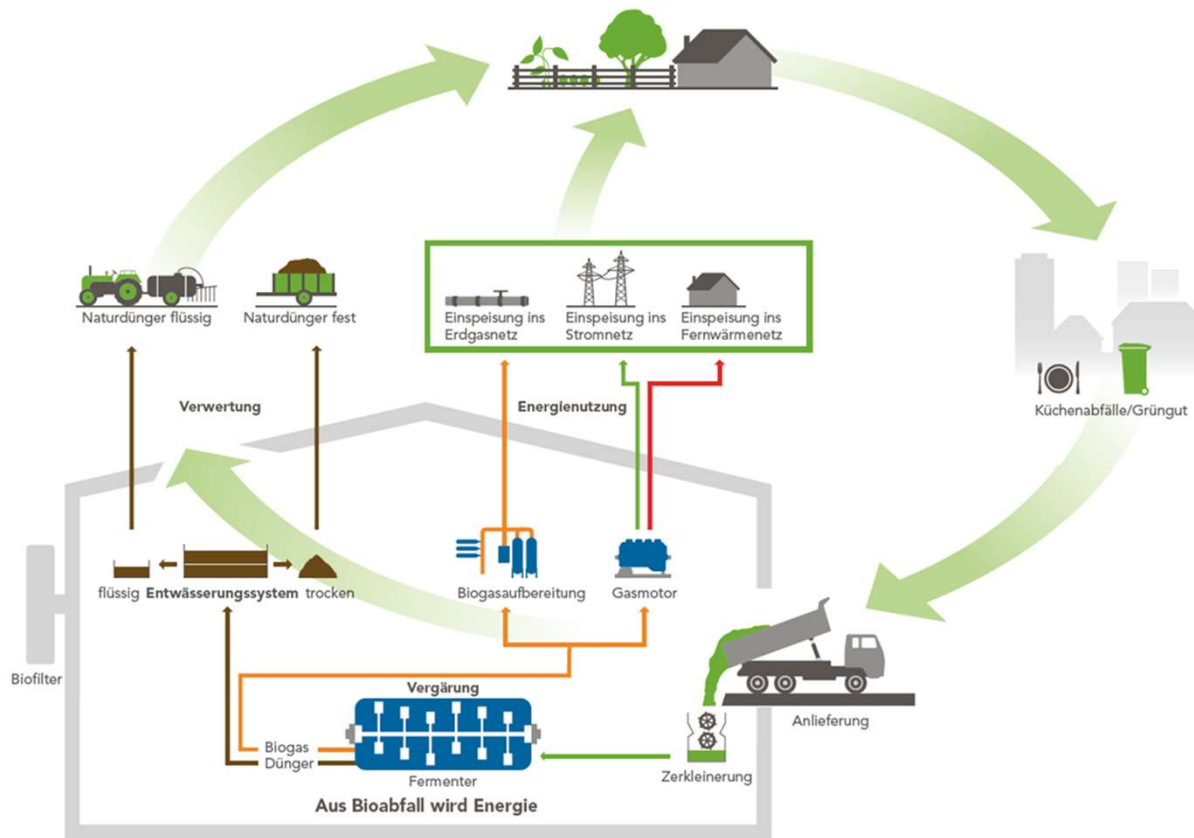 Naturdünger flüssig
Naturdünger fest
Einspeisung ins
Erdgasnetz
Einspeisung ins
Stromnetz
Einspeisung ins
Fernwärmenetz
Küchenabfälle/Grüngut
Verwertung
Energienutzung
flüssig Entwässerungssystem trocken
Biogasaufbereitung
Gasmotor
Biofilter
Vergärung
Anlieferung
Biogas
Dünger
Zerkleinerung
Fermenter
Aus Bioabfall wird Energie